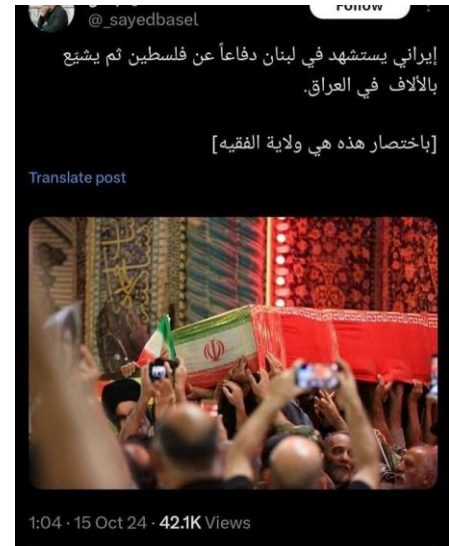 Follow
@_sayedbasel
إيراني يستشهد في لبنان دفاعاً عن فلسطين ثم يشيّع
بالألاف في العراق.
[باختصار هذه هي ولاية الفقيه]
Translate post
1:04 · 15 Oct 24 · 42.1K Views